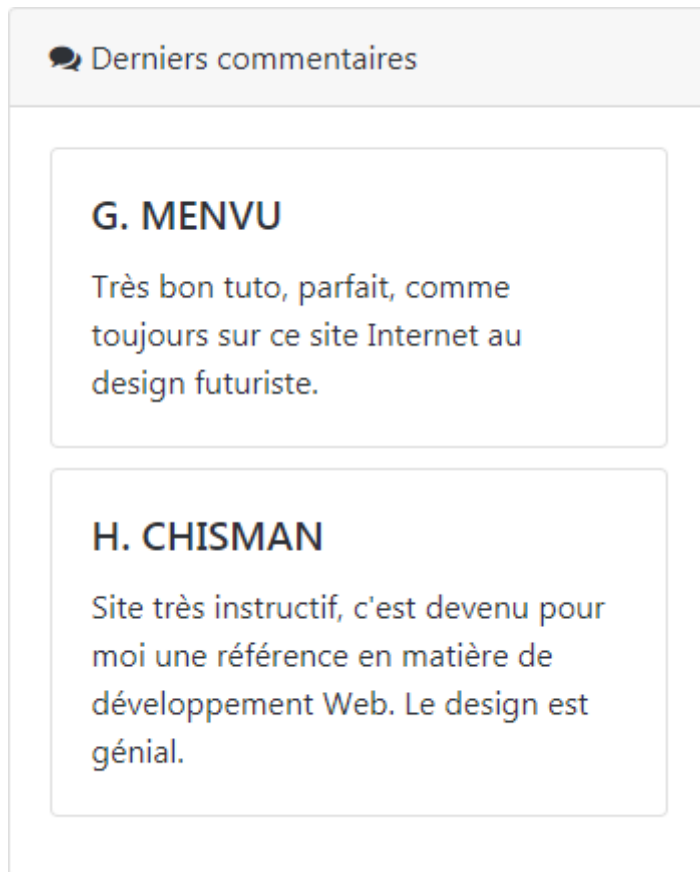 Derniers commentaires
G. MENVU
Très bon tuto, parfait, comme
toujours sur ce site Internet au
design futuriste.
H. CHISMAN
Site très instructif, c'est devenu pour
moi une référence en matière de
développement Web. Le design est
génial.